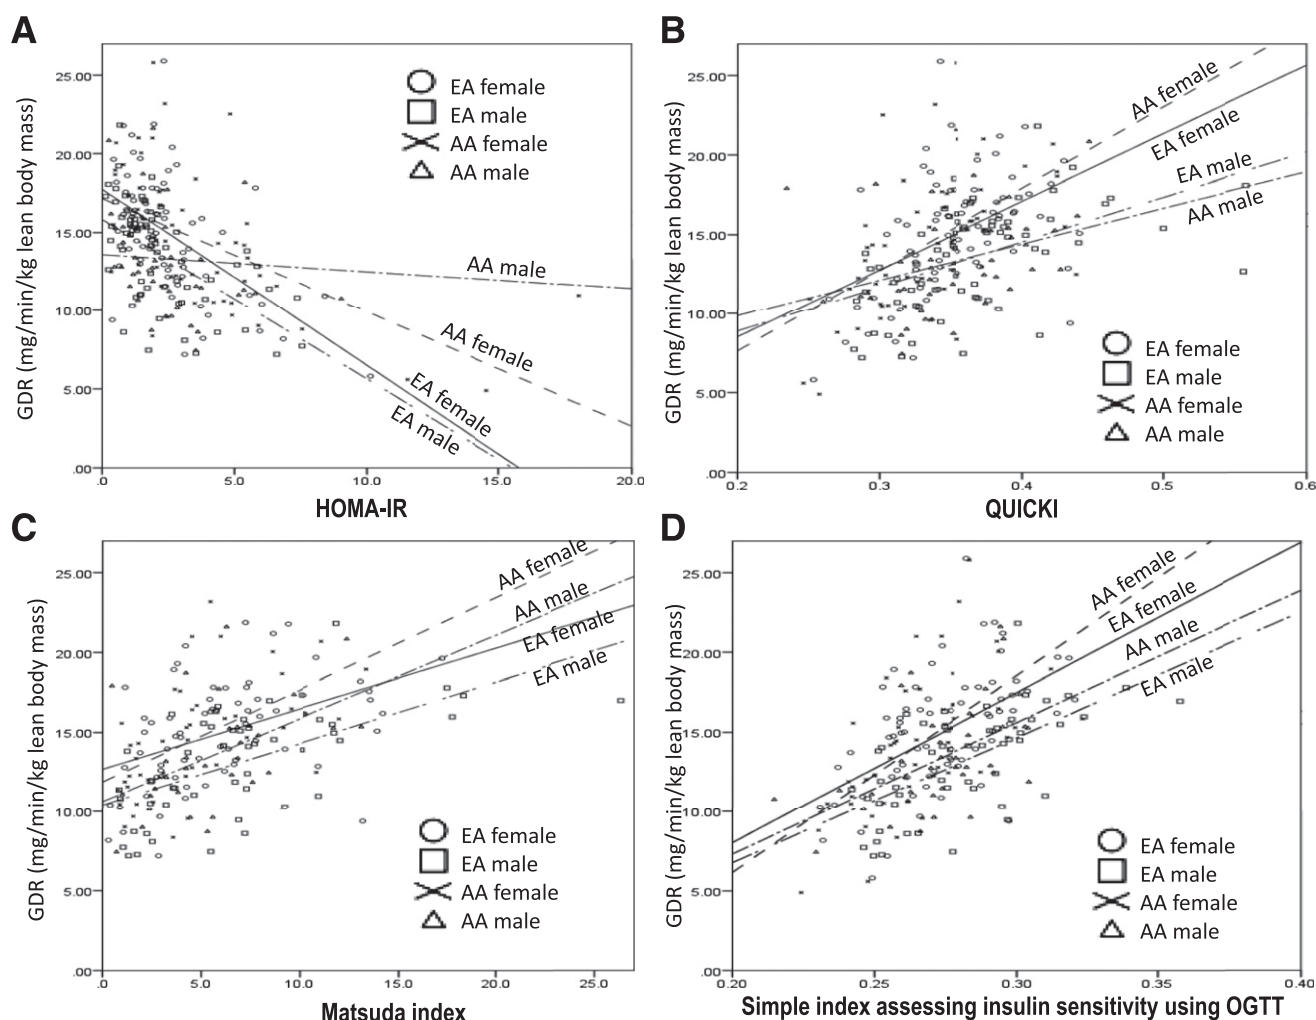 A
GDR (mg/min/kg lean body mass)
25.00
20.00
15.00
10.00
5.00
.00
.0
5.0
10.0
15.0
20.0
HOMA-IR
EA female
EA male
AA female
AA male
AA male
AA female
EA female
EA male
B
GDR (mg/min/kg lean body mass)
25.00
20.00
15.00
10.00
5.00
.00
0.2
0.3
0.4
0.5
0.6
QUICKI
AA female
EA female
EA male
AA male
EA female
EA male
AA female
AA male
C
GDR (mg/min/kg lean body mass)
25.00
20.00
15.00
10.00
5.00
.00
.0
5.0
10.0
15.0
20.0
25.0
Matsuda index
AA female
AA male
EA female
EA male
EA female
EA male
AA female
AA male
D
GDR (mg/min/kg lean body mass)
25.00
20.00
15.00
10.00
5.00
.00
0.20
0.25
0.30
0.35
0.40
Simple index assessing insulin sensitivity using OGTT
AA female
EA female
AA male
EA male
EA female
EA male
AA female
AA male